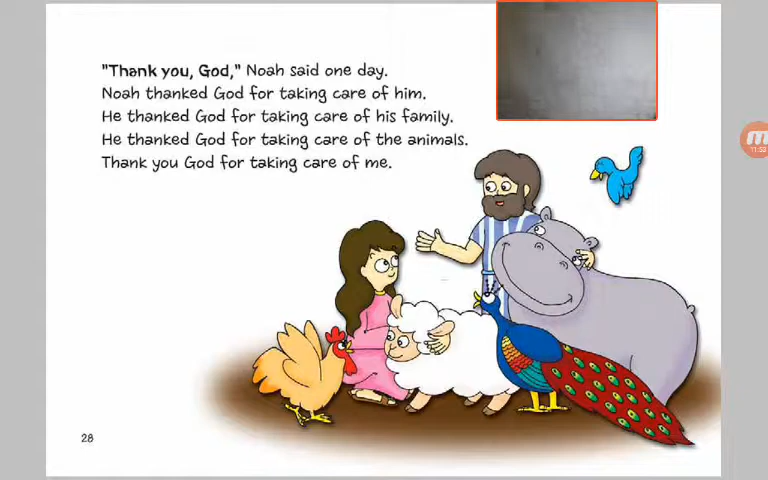 "Thank you, God," Noah said one day.
Noah thanked God for taking care of him.
He thanked God for taking care of his family.
He thanked God for taking care of the animals.
Thank you God for taking care of me.
28